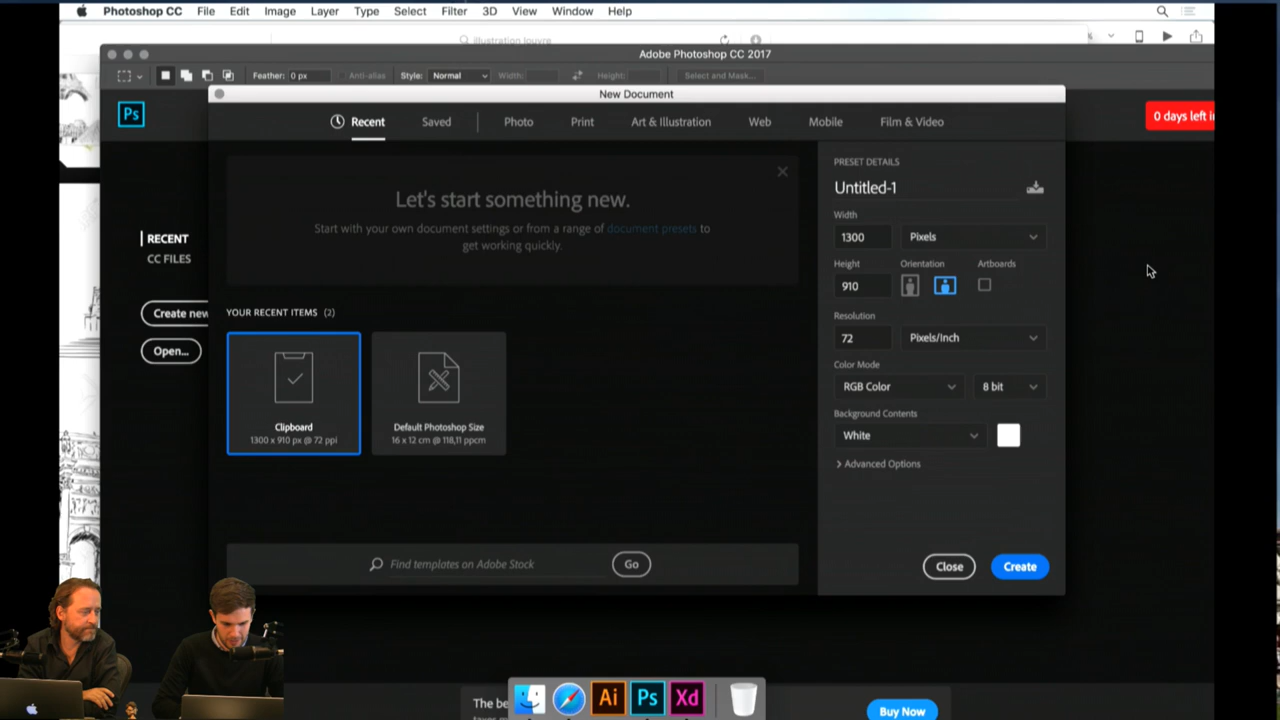 Photoshop CC File Edit Image Layer Type Select Filter 3D View Window Help
illustration louvre
Adobe Photoshop CC 2017
Feather: 0 px Anti-alias Style: Normal Width: Height: Select and Mask...
New Document
Ps
Recent Saved Photo Print Art & Illustration Web Mobile Film & Video
0 days left in
RECENT
CC FILES
Create new
Open...
Let's start something new.
Start with your own document settings or from a range of document presets to
get working quickly.
YOUR RECENT ITEMS (2)
Clipboard
1300 x 910 px @ 72 ppi
Default Photoshop Size
16 x 12 cm @ 118,11 ppcm
Find templates on Adobe Stock Go
PRESET DETAILS
Untitled-1
Width
1300 Pixels
Height Orientation Artboards
910
Resolution
72 Pixels/Inch
Color Mode
RGB Color 8 bit
Background Contents
White
Advanced Options
Close Create
Ai Ps Xd
The be
Buy Now